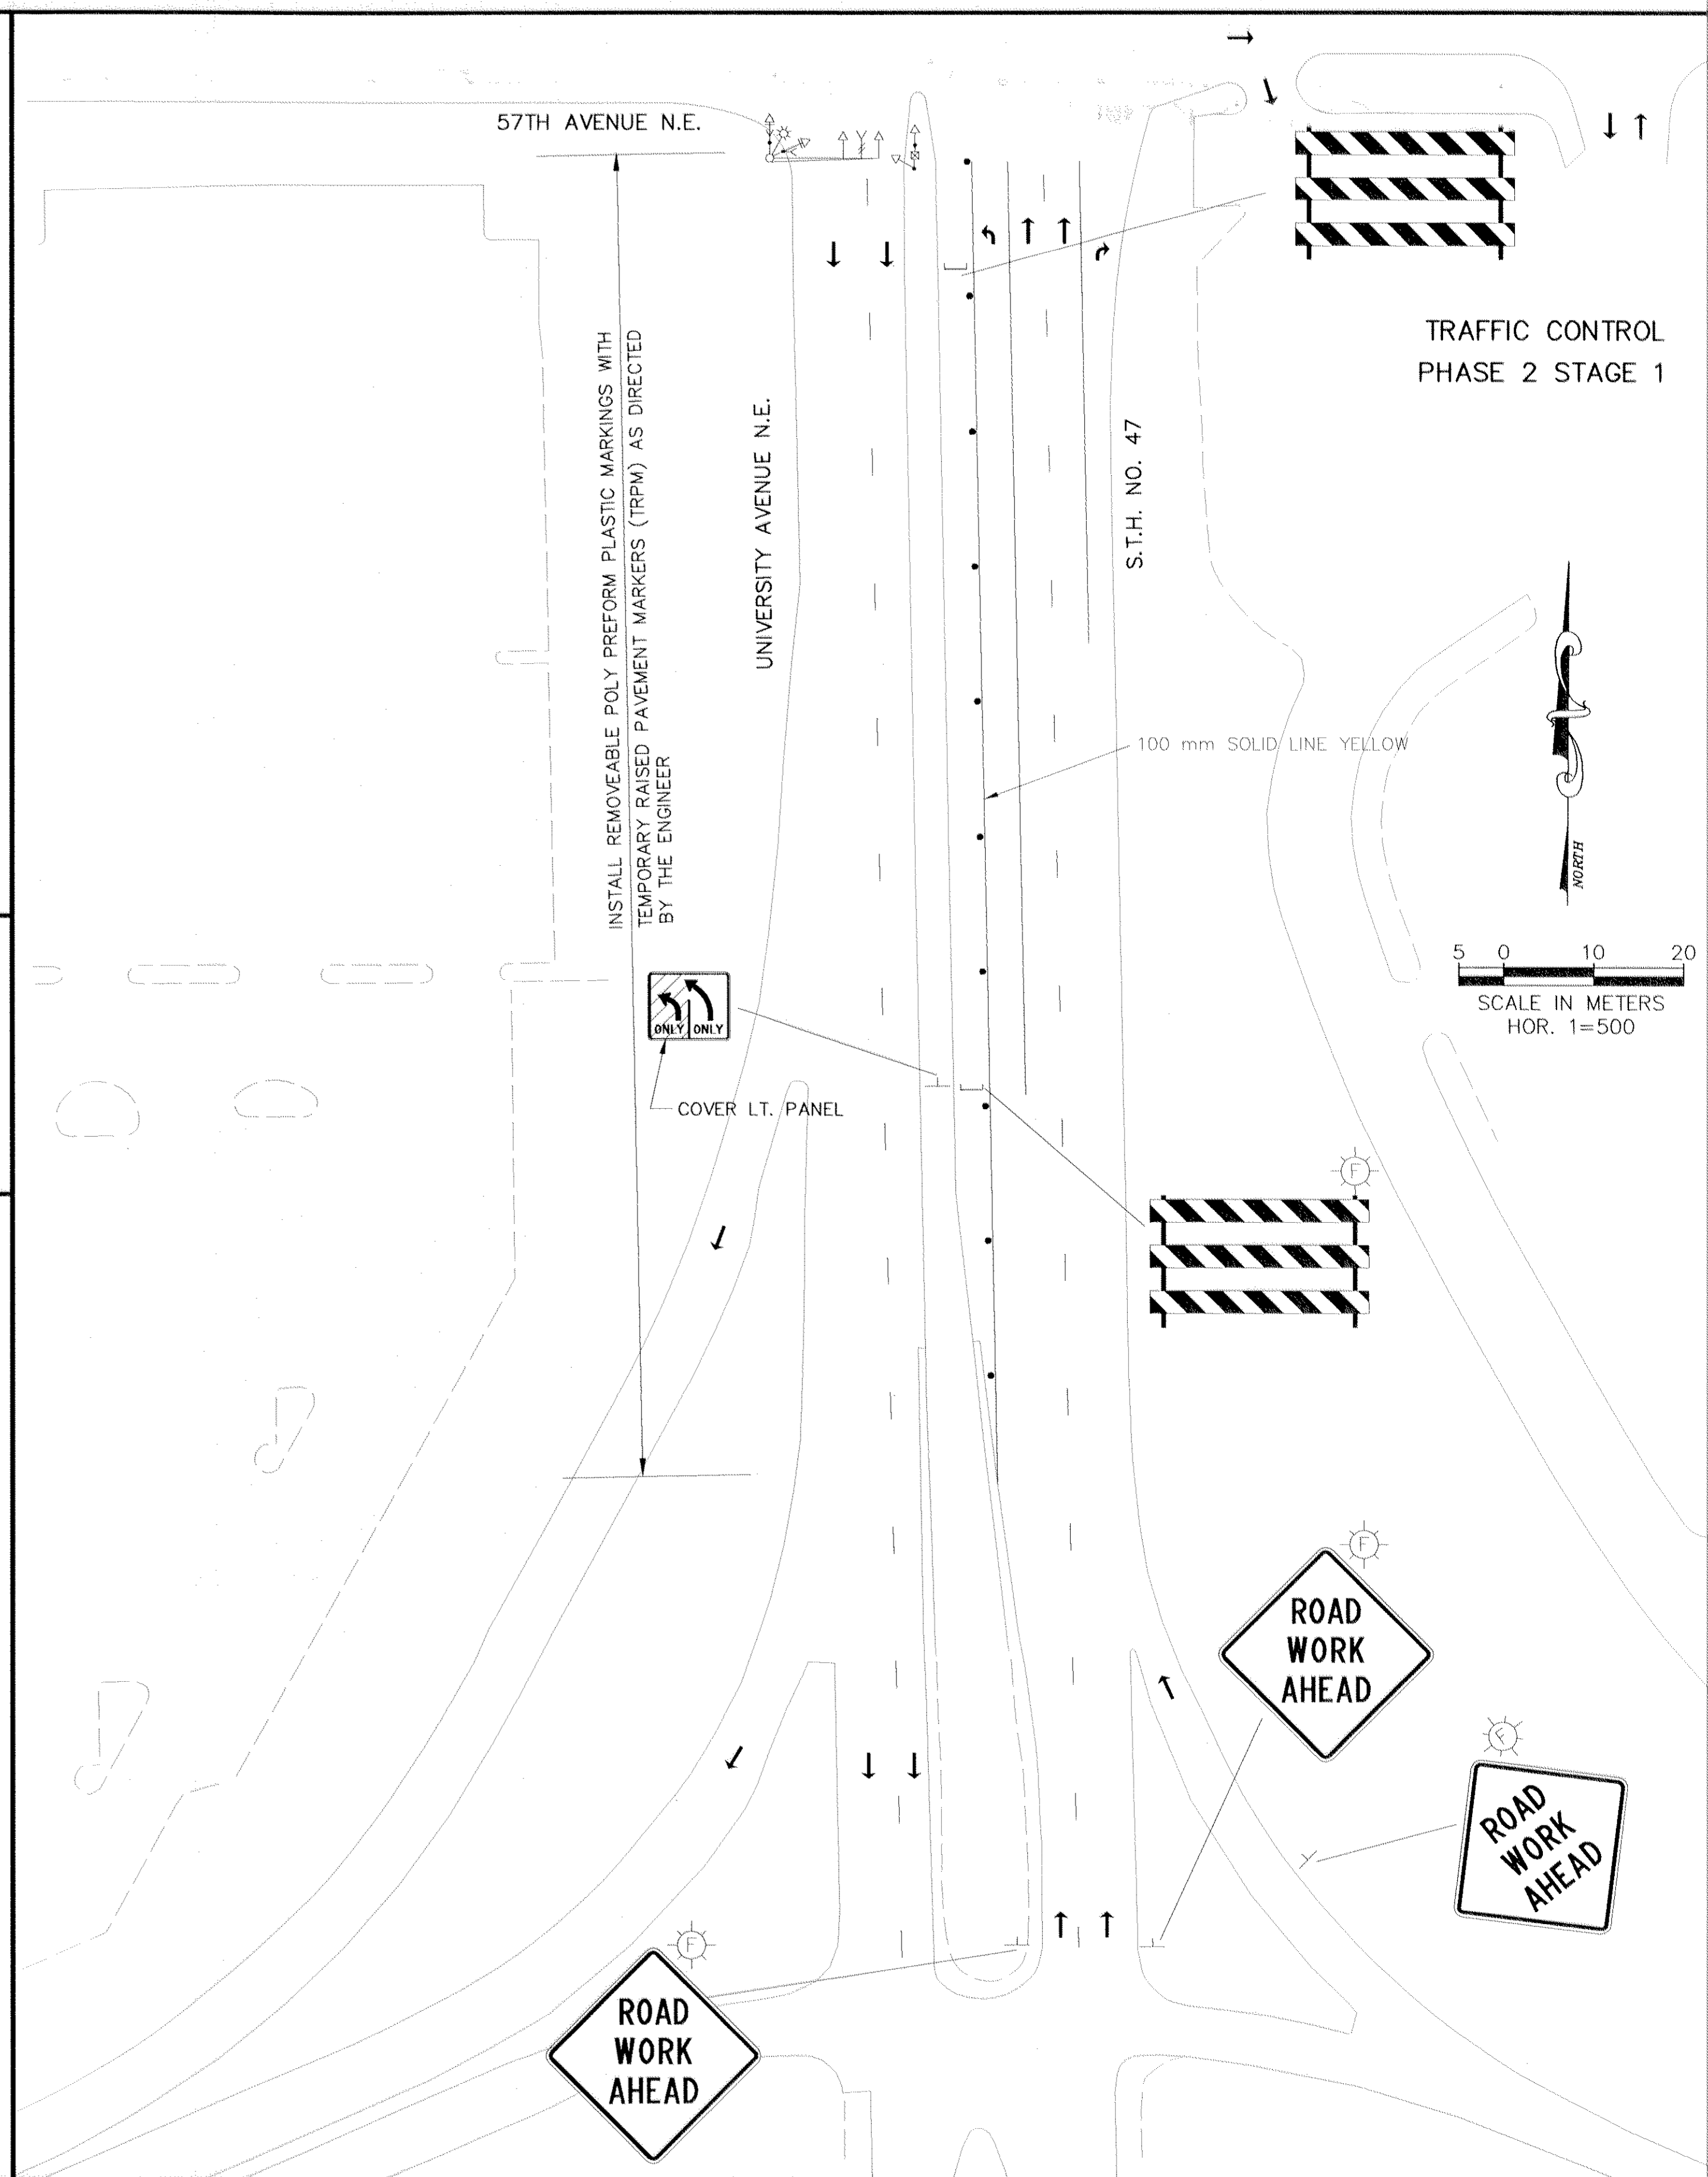 57TH AVENUE N.E.
TRAFFIC CONTROL
PHASE 2 STAGE 1
INSTALL REMOVEABLE POLY PREFORM PLASTIC MARKINGS WITH
TEMPORARY RAISED PAVEMENT MARKERS (TRPM) AS DIRECTED
BY THE ENGINEER
UNIVERSITY AVENUE N.E.
S.T.H. NO. 47
100 mm SOLID LINE YELLOW
NORTH
5 0 10 20
SCALE IN METERS
HOR. 1=500
ONLY ONLY
COVER LT. PANEL
F
F
ROAD
WORK
AHEAD
F
ROAD
WORK
AHEAD
F
ROAD
WORK
AHEAD